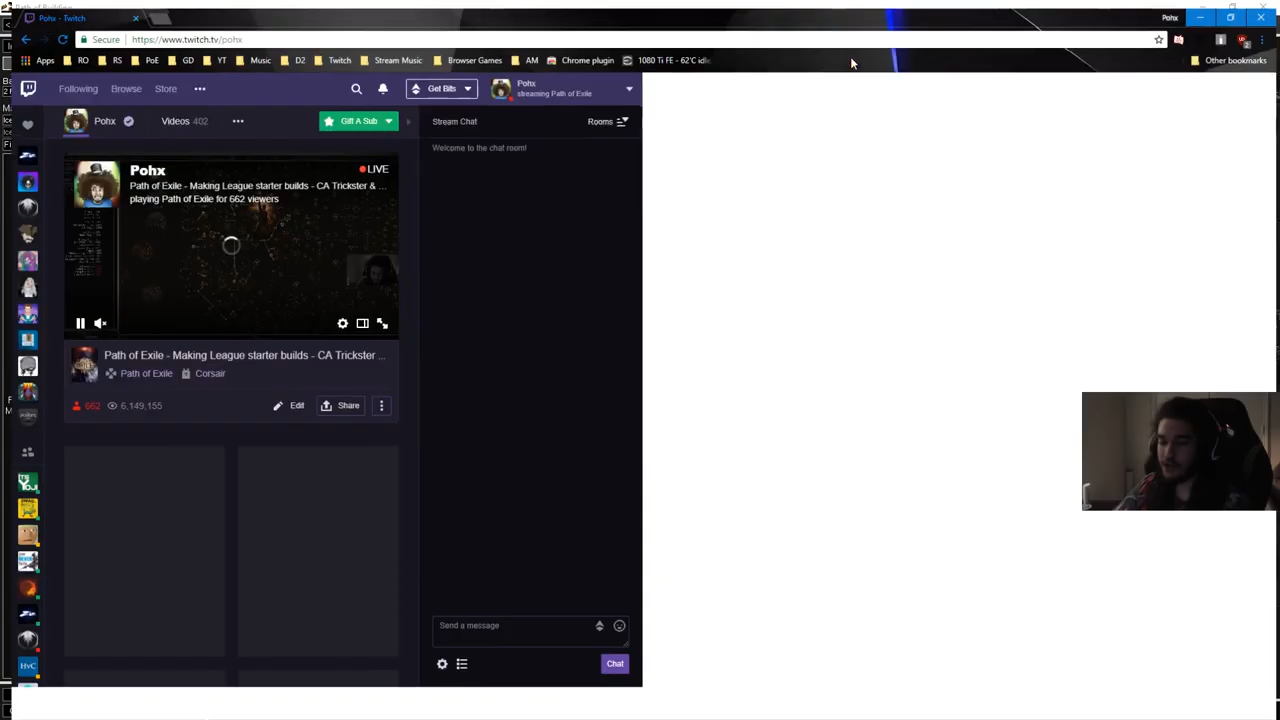 Pohx - Twitch
Pohx
Secure https://www.twitch.tv/pohx
Apps RO RS PoE GD YT Music D2 Twitch Stream Music Browser Games AM Chrome plugin 1080 Ti FE - 62'C idle Other bookmarks
Following Browse Store Get Bits Pohx
streaming Path of Exile
Pohx Videos 402 Gift A Sub Stream Chat Rooms
Welcome to the chat room!
Pohx LIVE
Path of Exile - Making League starter builds - CA Trickster & ...
playing Path of Exile for 662 viewers
Path of Exile - Making League starter builds - CA Trickster ...
Path of Exile Corsair
662 6,149,155 Edit Share
Send a message
Chat
HvC